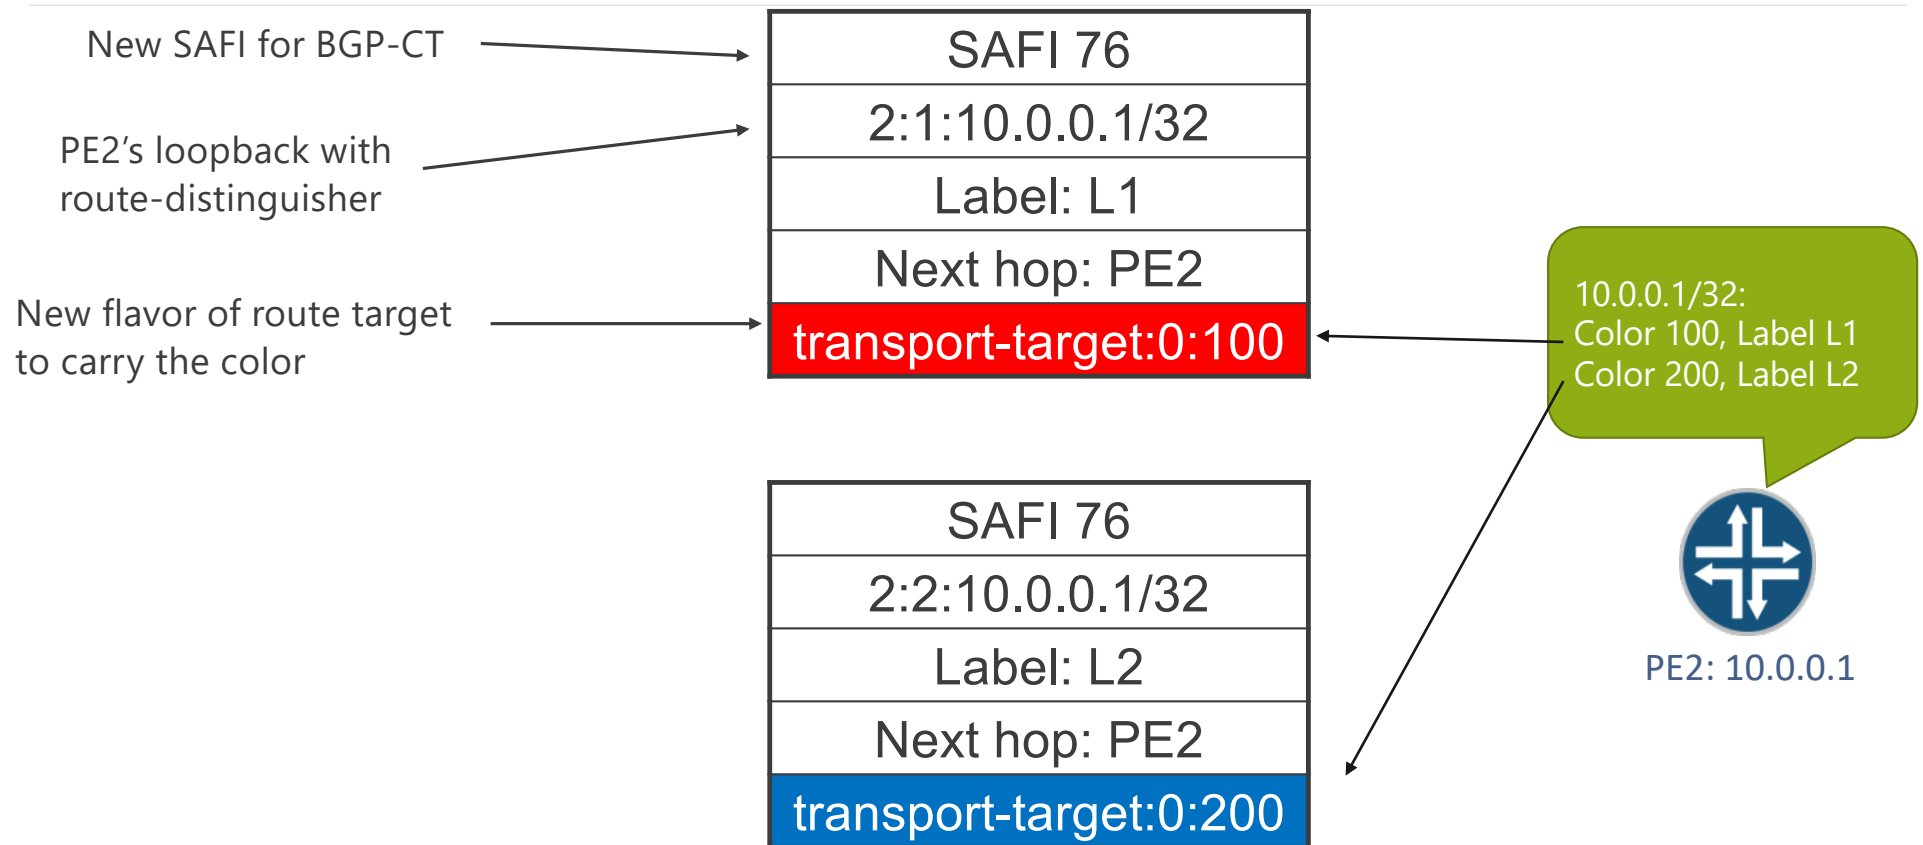 New SAFI for BGP-CT
PE2’s loopback with
route-distinguisher
New flavor of route target
to carry the color
SAFI 76
2:1:10.0.0.1/32
Label: L1
Next hop: PE2
transport-target:0:100
SAFI 76
2:2:10.0.0.1/32
Label: L2
Next hop: PE2
transport-target:0:200
10.0.0.1/32:
Color 100, Label L1
Color 200, Label L2
PE2: 10.0.0.1